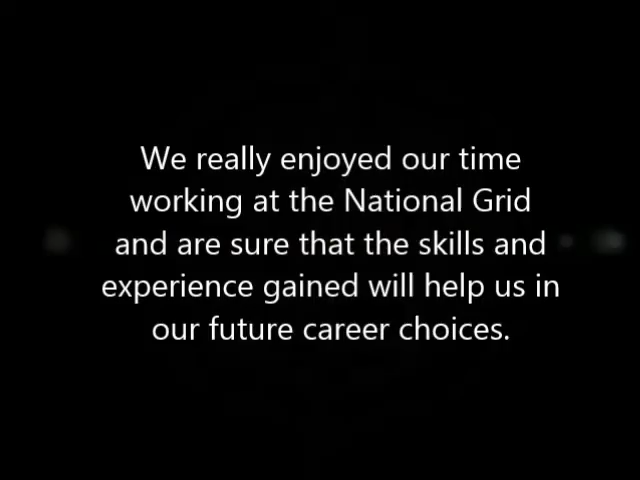 We really enjoyed our time
working at the National Grid
and are sure that the skills and
experience gained will help us in
our future career choices.